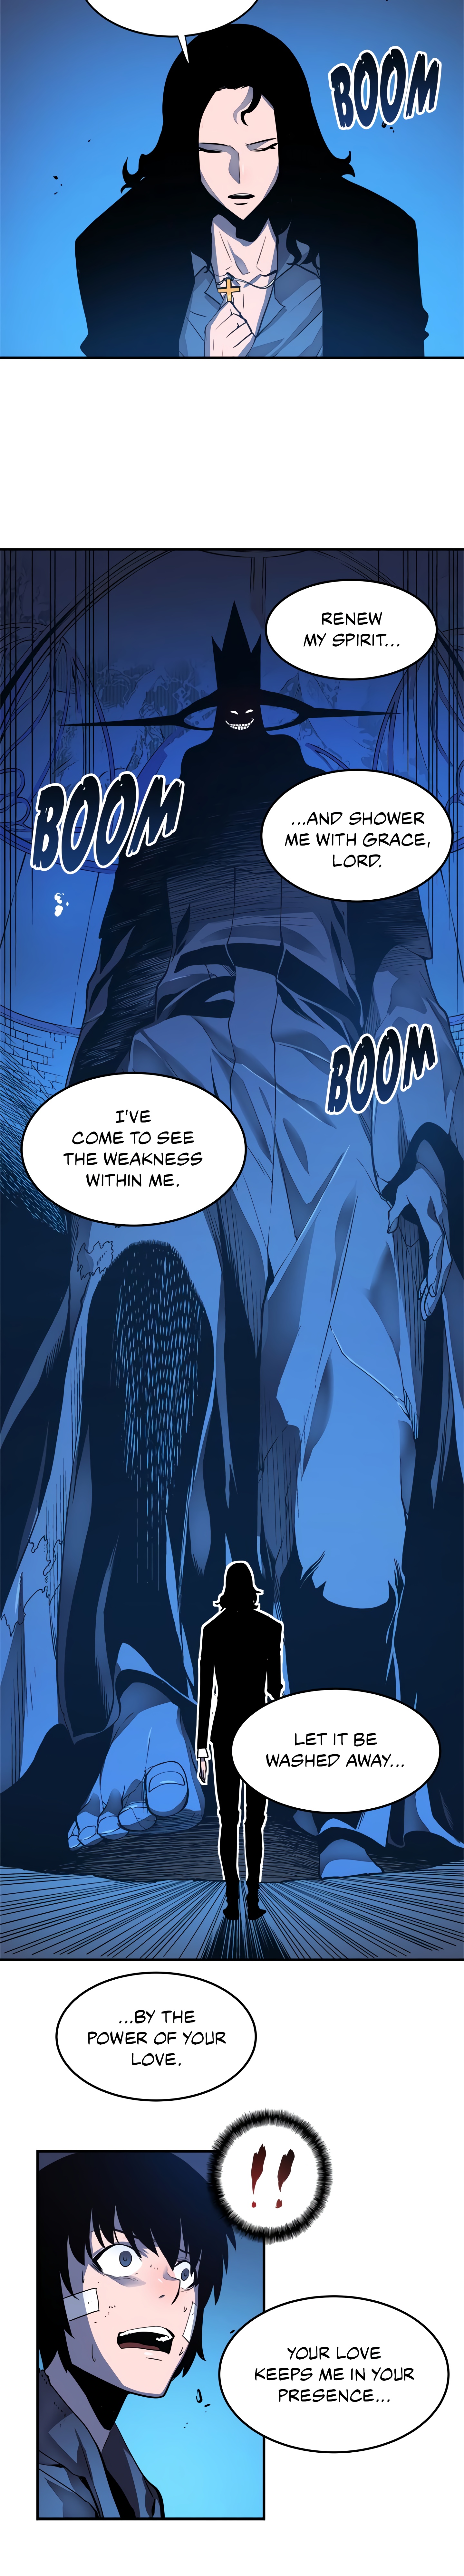 BOOM
RENEW
MY SPIRIT...
BOOM
...AND SHOWER
ME WITH GRACE,
LORD.
BOOM
I'VE
COME TO SEE
THE WEAKNESS
WITHIN ME.
LET IT BE
WASHED AWAY...
...BY THE
POWER OF YOUR
LOVE.
!!
YOUR LOVE
KEEPS ME IN YOUR
PRESENCE...